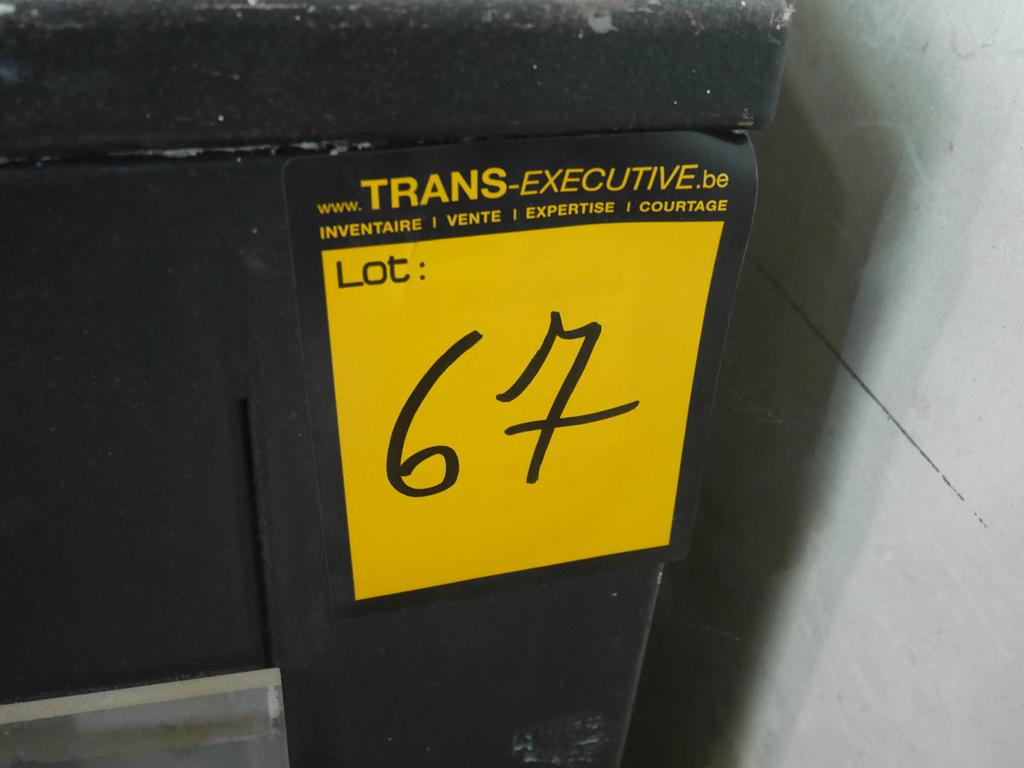 www.TRANS-EXECUTIVE.be
INVENTAIRE | VENTE | EXPERTISE | COURTAGE
Lot:
67